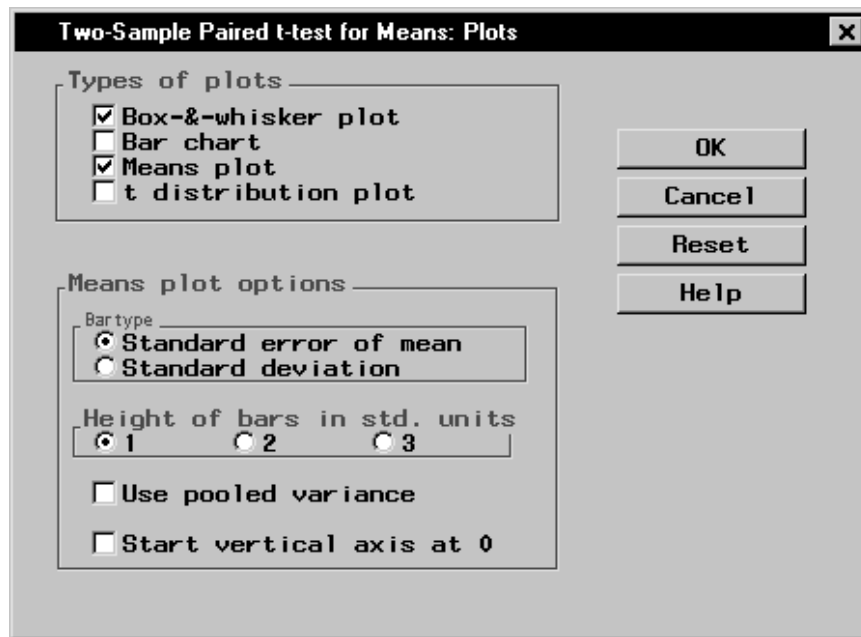 Two-Sample Paired t-test for Means: Plots
Types of plots
Box-&-whisker plot
Bar chart
Means plot
t distribution plot
OK
Cancel
Reset
Help
Means plot options
Bar type
Standard error of mean
Standard deviation
Height of bars in std. units
1 2 3
Use pooled variance
Start vertical axis at 0